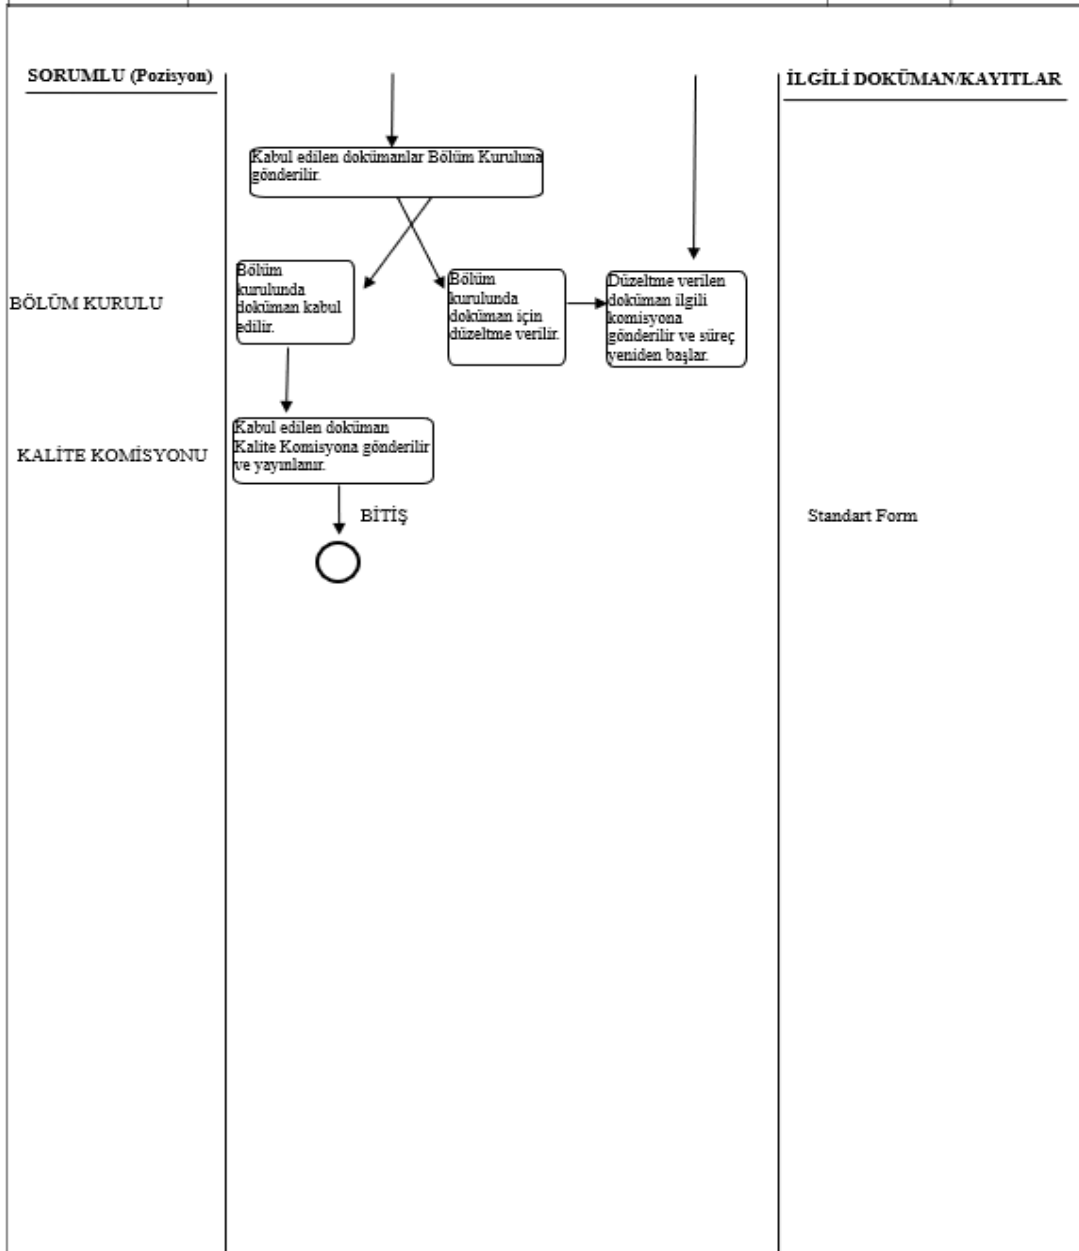 SORUMLU (Pozisyon)
İLGİLİ DOKÜMAN/KAYITLAR
Kabul edilen dokümanlar Bölüm Kuruluna
gönderilir.
BÖLÜM KURULU
Bölüm
kurulunda
doküman kabul
edilir.
Bölüm
kurulunda
doküman için
düzeltme verilir.
Düzeltme verilen
doküman ilgili
komisyona
gönderilir ve süreç
yeniden başlar.
KALİTE KOMİSYONU
Kabul edilen doküman
Kalite Komisyona gönderilir
ve yayınlanır.
BİTİŞ
Standart Form